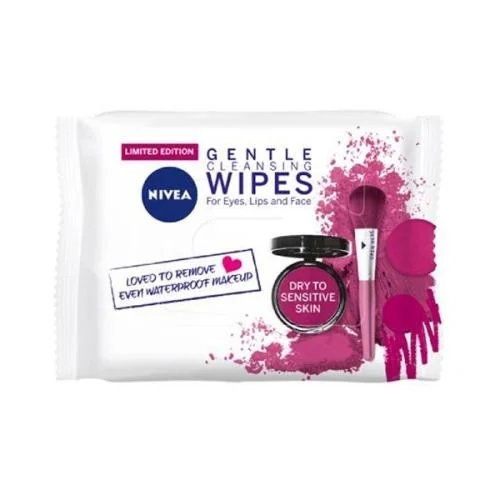 LIMITED EDITION
NIVEA
GENTLE
CLEANSING
WIPES
For Eyes, Lips and Face
LOVED TO REMOVE
EVEN WATERPROOF MAKEUP
DRY TO
SENSITIVE
SKIN